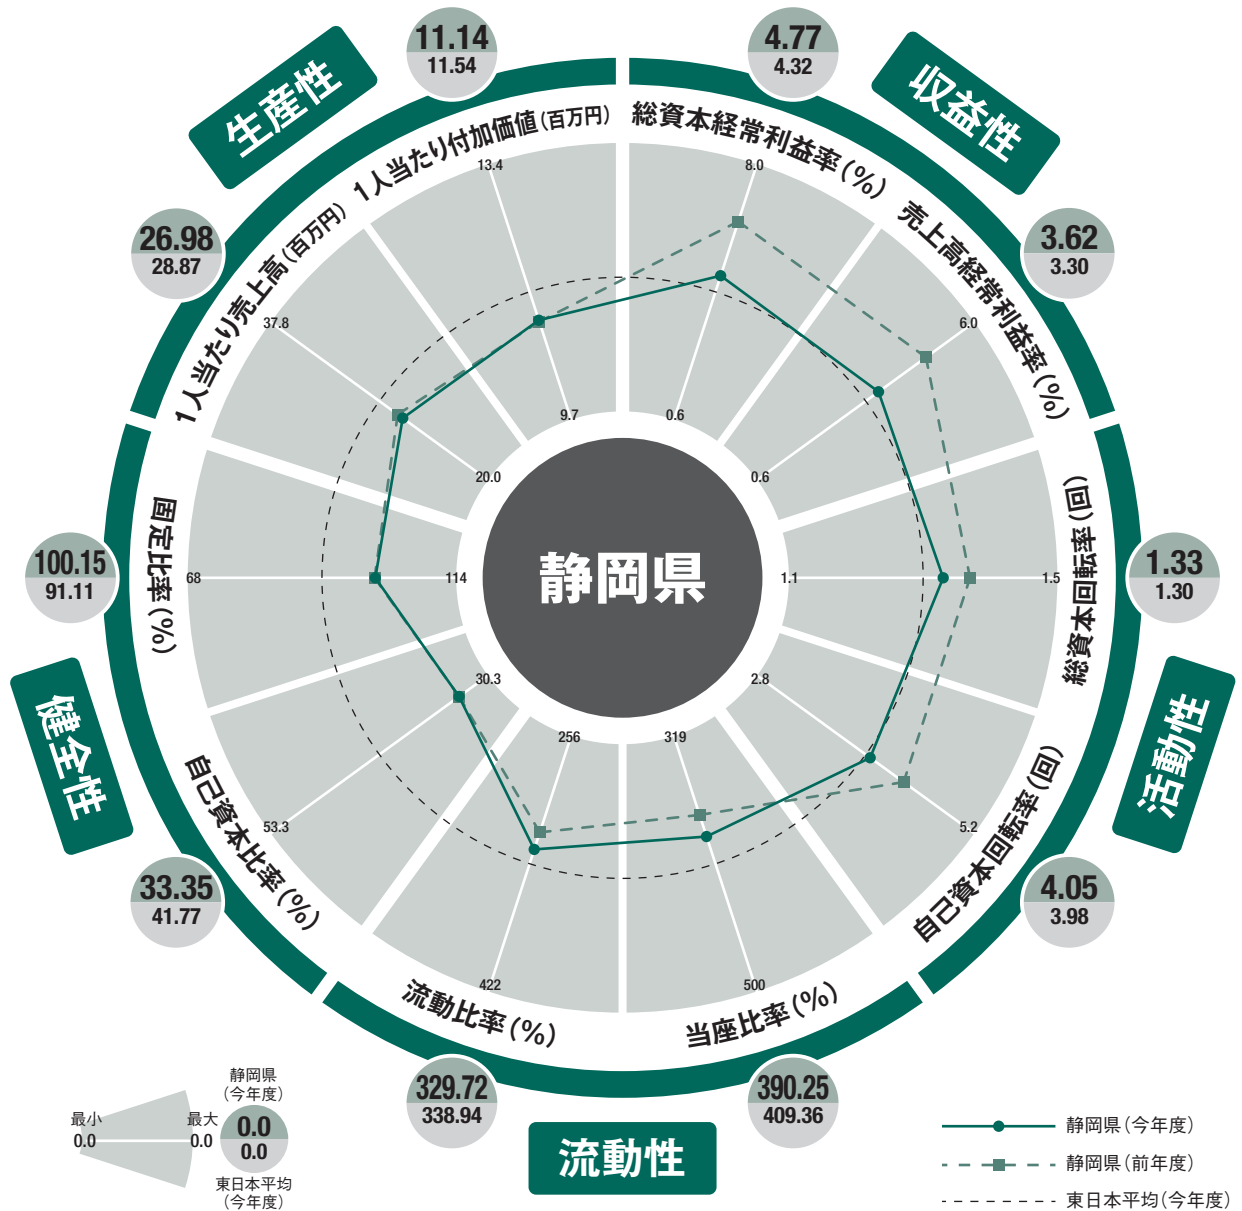 生産性
11.14
11.54
4.77
4.32
収益性
1人当たり付加価値(百万円)
総資本経常利益率(%)
13.4
8.0
26.98
28.87
1人当たり売上高(百万円)
売上高経常利益率(%)
3.62
3.30
37.8
6.0
9.7
0.6
20.0
0.6
固定比率(%)
総資本回転率(回)
100.15
91.11
68
114
静岡県
1.1
1.5
1.33
1.30
健全性
30.3
2.8
活動性
256
319
自己資本比率(%)
自己資本回転率(回)
53.3
5.2
33.35
41.77
4.05
3.98
422
500
流動比率(%)
当座比率(%)
329.72
338.94
390.25
409.36
流動性
静岡県
(今年度)
最小
最大
0.0
0.0
0.0
0.0
東日本平均
(今年度)
静岡県(今年度)
静岡県(前年度)
東日本平均(今年度)